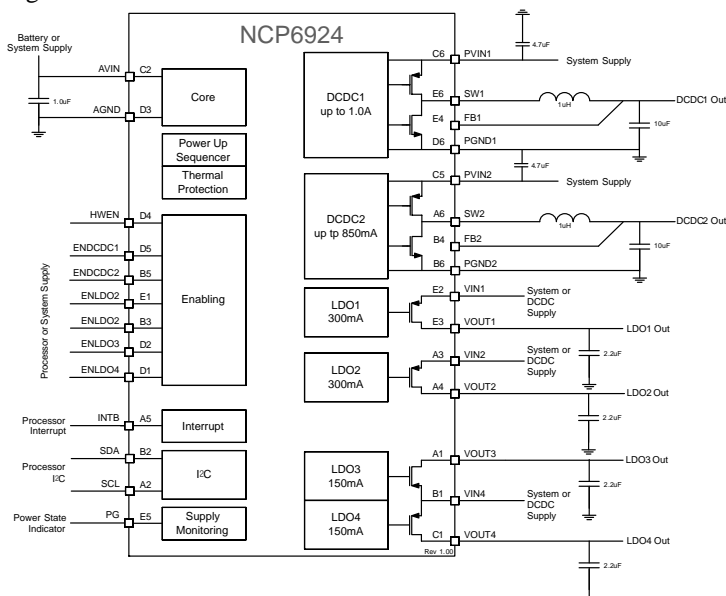 Battery or
System Supply
AVIN
C2
1.0uF
AGND
D3
Core
Power Up
Sequencer
Thermal
Protection
HWEN
D4
ENDCDC1
D5
ENDCDC2
B5
ENLDO2
E1
ENLDO2
B3
ENLDO3
D2
ENLDO4
D1
Enabling
Processor or System Supply
Processor
Interrupt
INTB
A5
Interrupt
SDA
B2
Processor
I²C
SCL
A2
I²C
Power State
Indicator
PG
E5
Supply
Monitoring
NCP6924
DCDC1
up to 1.0A
C6
PVIN1
4.7uF
System Supply
E6
SW1
1uH
DCDC1 Out
E4
FB1
10uF
D6
PGND1
4.7uF
DCDC2
up tp 850mA
C5
PVIN2
System Supply
A6
SW2
1uH
DCDC2 Out
B4
FB2
10uF
B6
PGND2
LDO1
300mA
E2
VIN1
System or
DCDC
Supply
E3
VOUT1
LDO1 Out
2.2uF
LDO2
300mA
A3
VIN2
System or
DCDC
Supply
A4
VOUT2
LDO2 Out
2.2uF
LDO3
150mA
A1
VOUT3
LDO3 Out
2.2uF
B1
VIN4
System or
DCDC
Supply
LDO4
150mA
C1
VOUT4
LDO4 Out
2.2uF
Rev 1.00